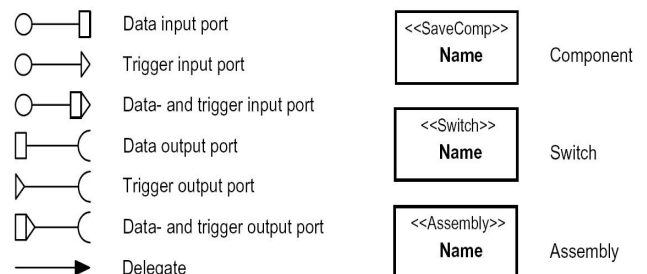 Data input port
Trigger input port
Data- and trigger input port
Data output port
Trigger output port
Data- and trigger output port
Delegate
<<SaveComp>>
Name
Component
<<Switch>>
Name
Switch
<<Assembly>>
Name
Assembly